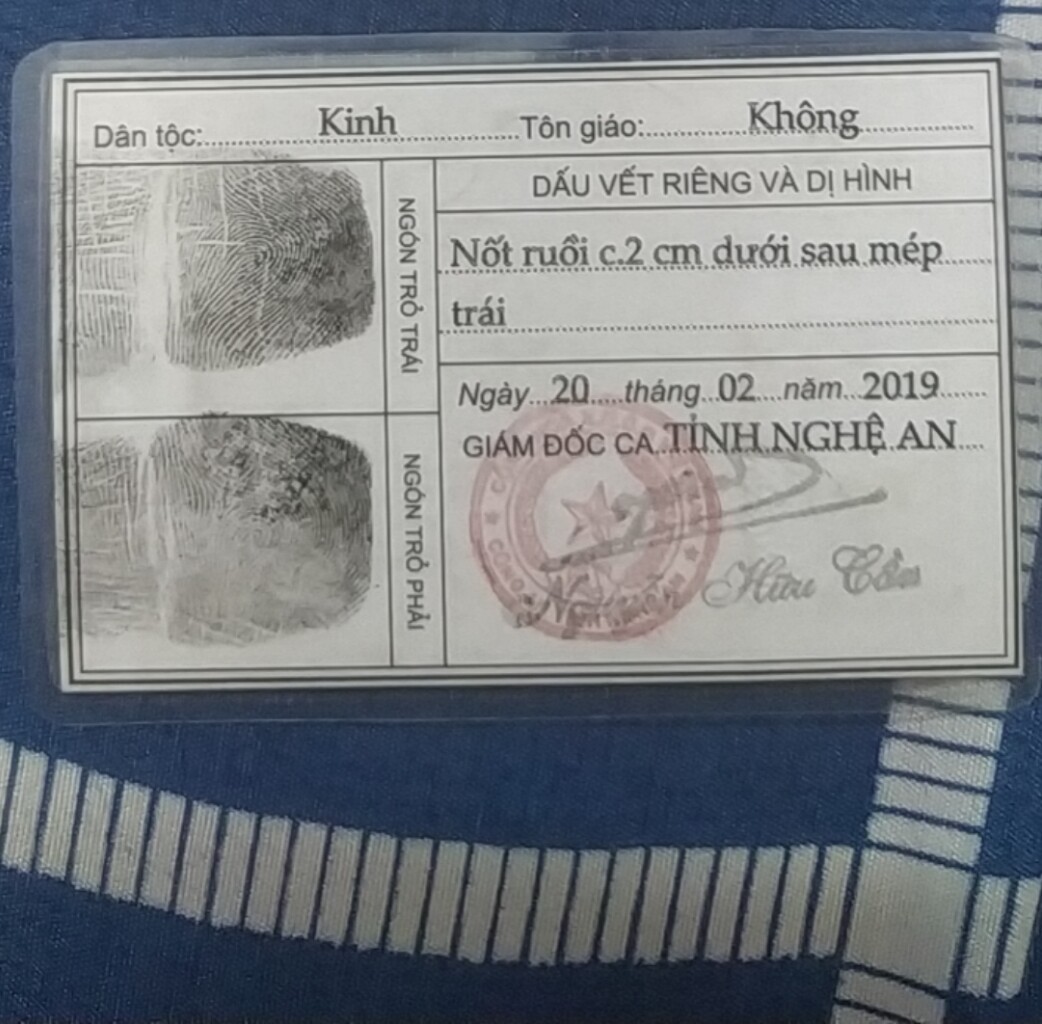 Dân tộc: Kinh Tôn giáo: Không
NGÓN TRỎ TRÁI
NGÓN TRỎ PHẢI
DẤU VẾT RIÊNG VÀ DỊ HÌNH
Nốt ruồi c.2 cm dưới sau mép
trái
Ngày 20 tháng 02 năm 2019
GIÁM ĐỐC CA TỈNH NGHỆ AN
Hữu Cầu